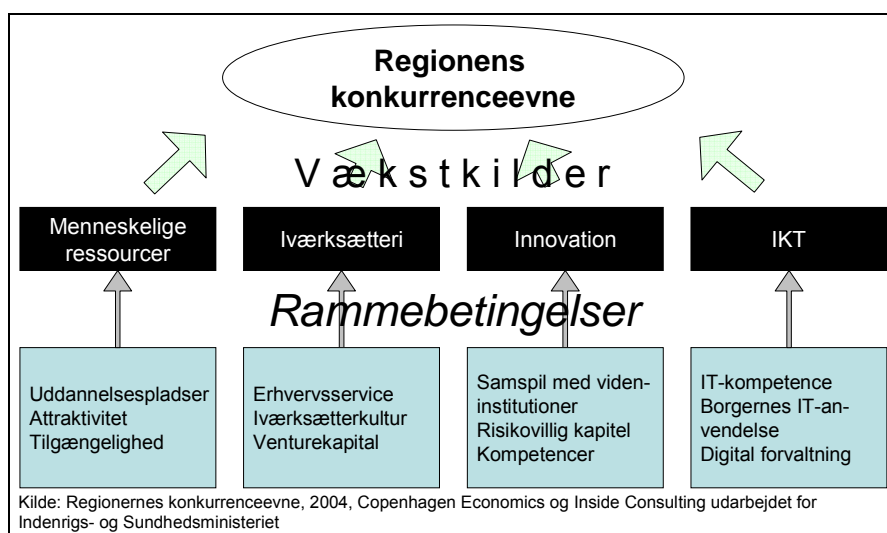 Regionens
konkurrenceevne
Vækstkilder
Menneskelige
ressourcer
Iværksætteri
Innovation
IKT
Rammebetingelser
Uddannelsespladser
Attraktivitet
Tilgængelighed
Erhvervsservice
Iværksætterkultur
Venturekapital
Samspil med viden-
institutioner
Risikovillig kapital
Kompetencer
IT-kompetence
Borgernes IT-an-
vendelse
Digital forvaltning
Kilde: Regionernes konkurrenceevne, 2004, Copenhagen Economics og Inside Consulting udarbejdet for
Indenrigs- og Sundhedsministeriet